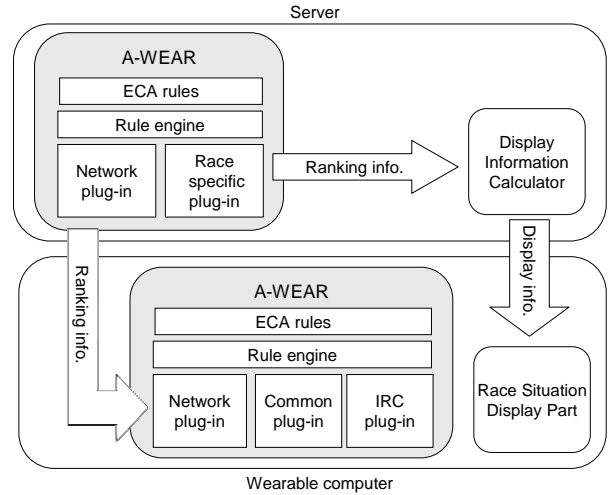 Server
A-WEAR
ECA rules
Rule engine
Network
plug-in
Race
specific
plug-in
Ranking info.
Display
Information
Calculator
Ranking info.
Display info.
A-WEAR
ECA rules
Rule engine
Network
plug-in
Common
plug-in
IRC
plug-in
Race Situation
Display Part
Wearable computer